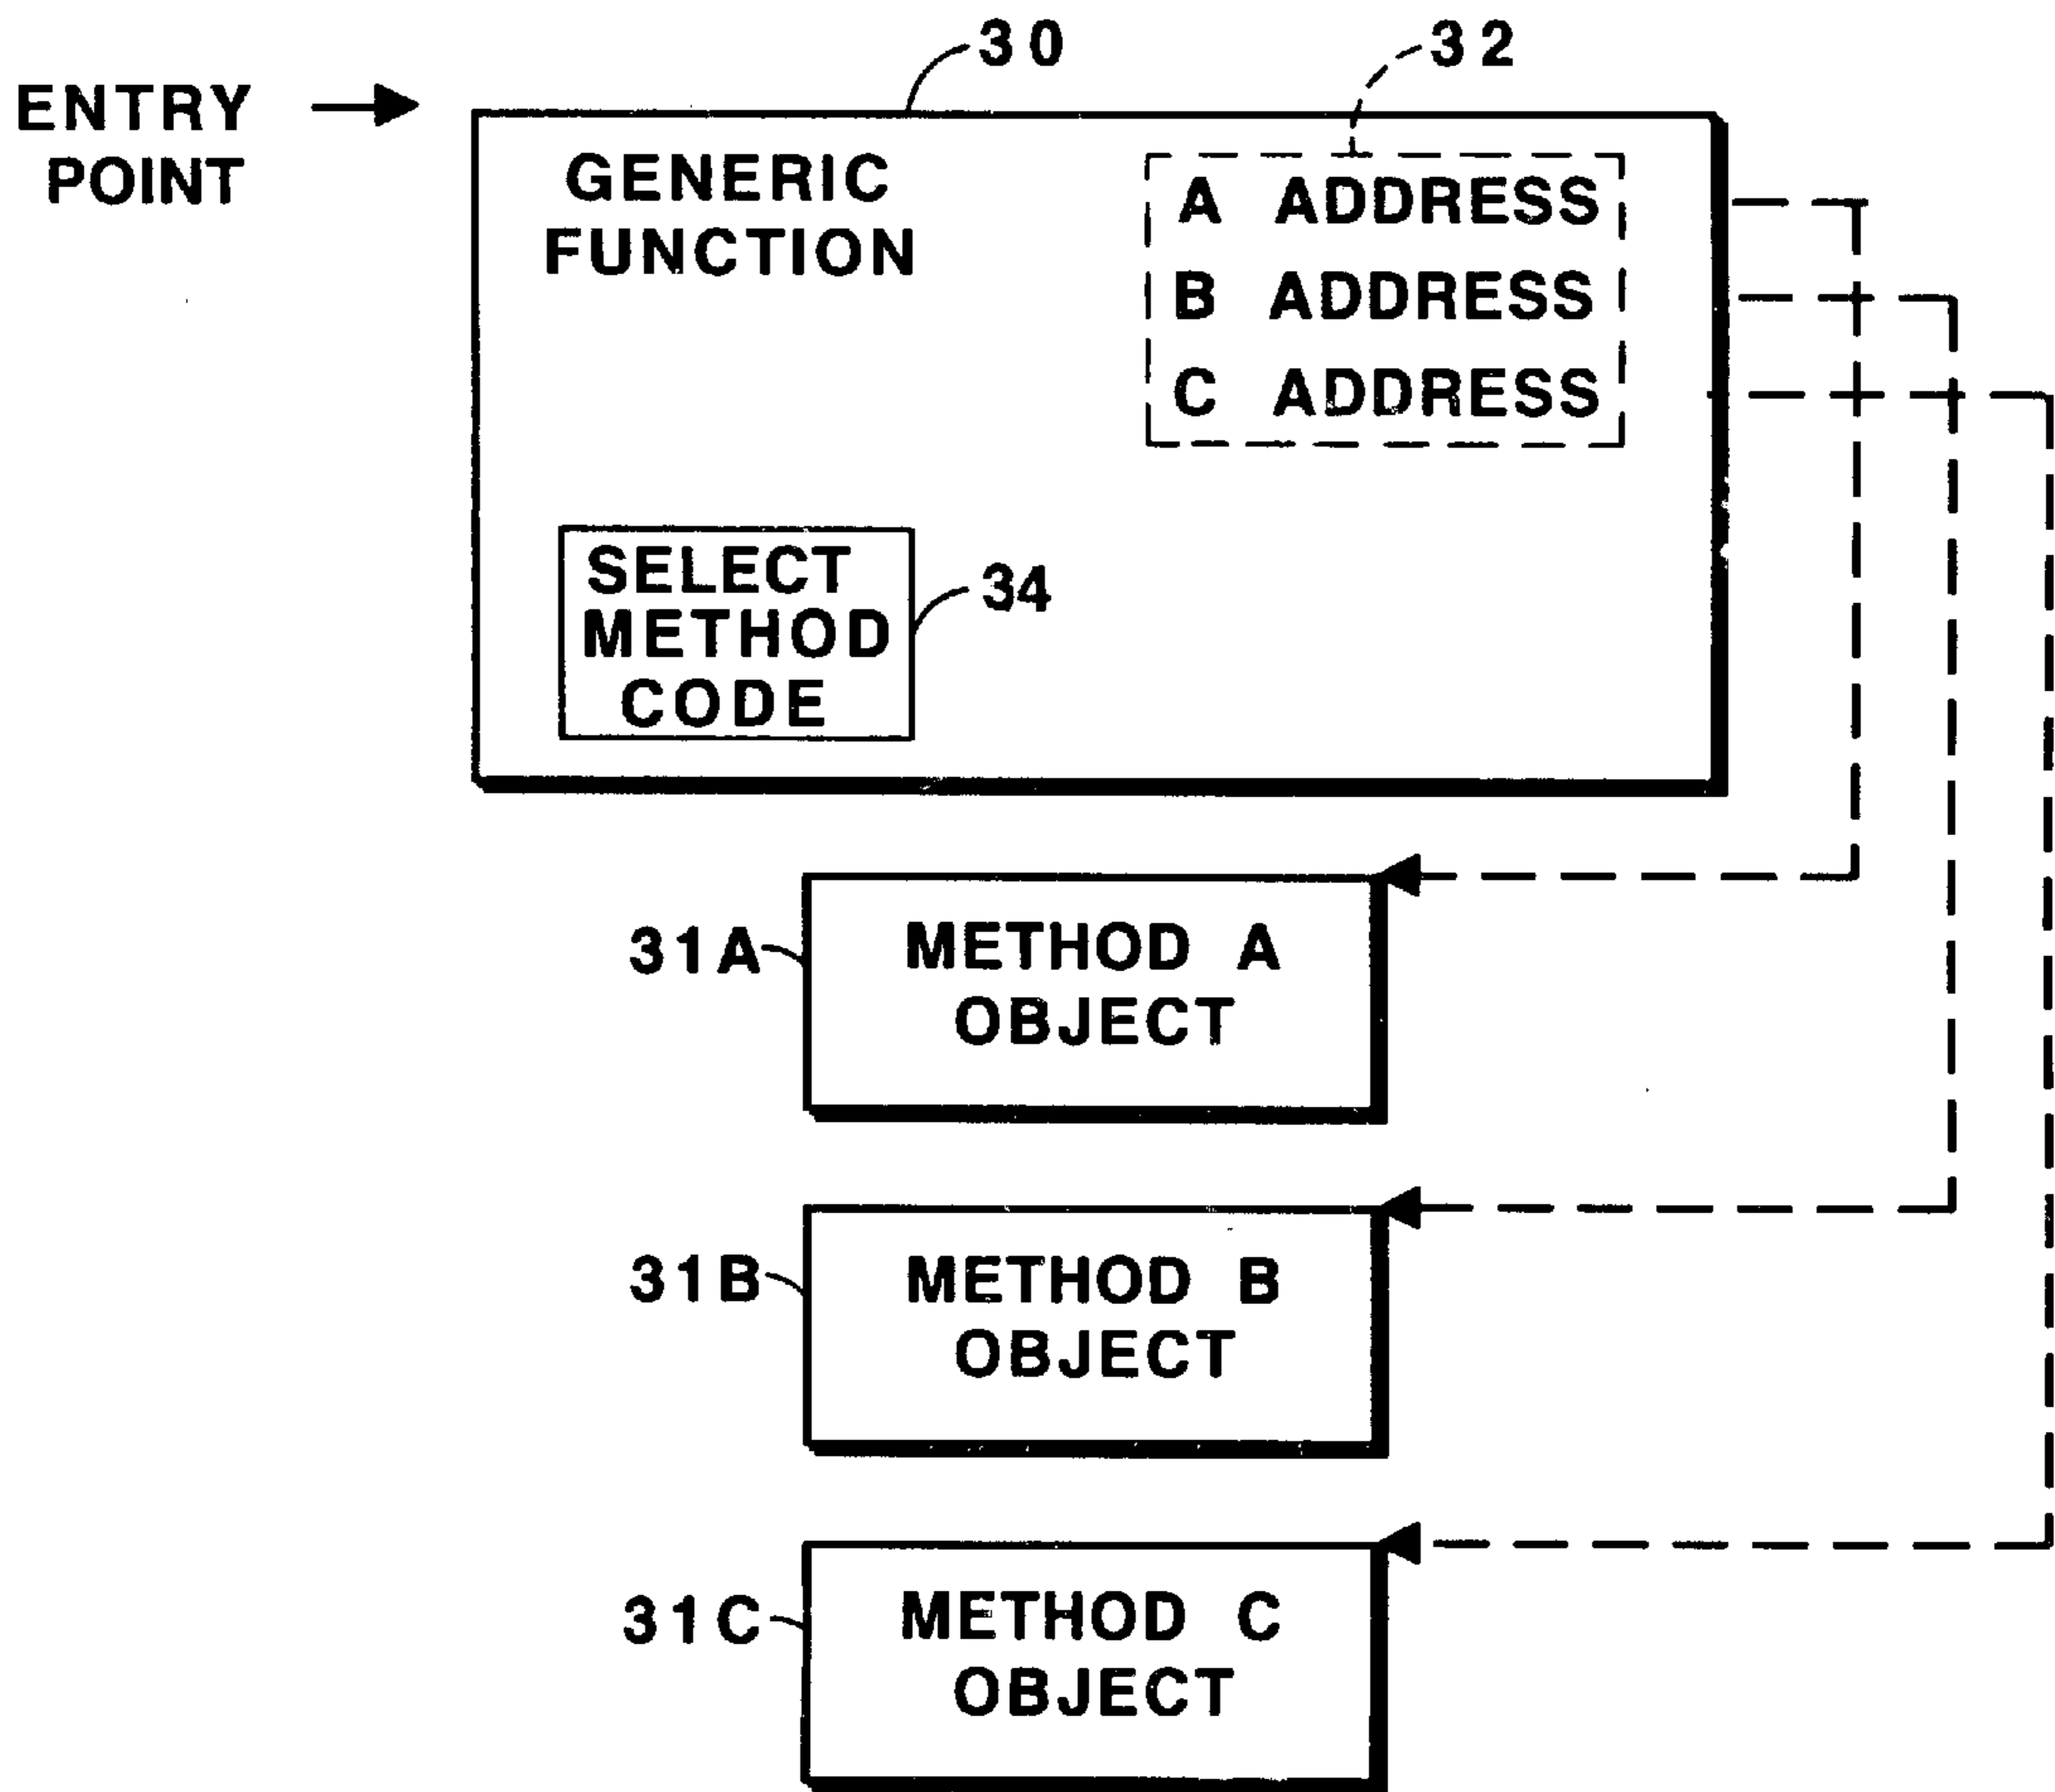 30
32
ENTRY
POINT
GENERIC
FUNCTION
A ADDRESS
B ADDRESS
C ADDRESS
SELECT
METHOD
CODE
34
31A
METHOD A
OBJECT
31B
METHOD B
OBJECT
31C
METHOD C
OBJECT